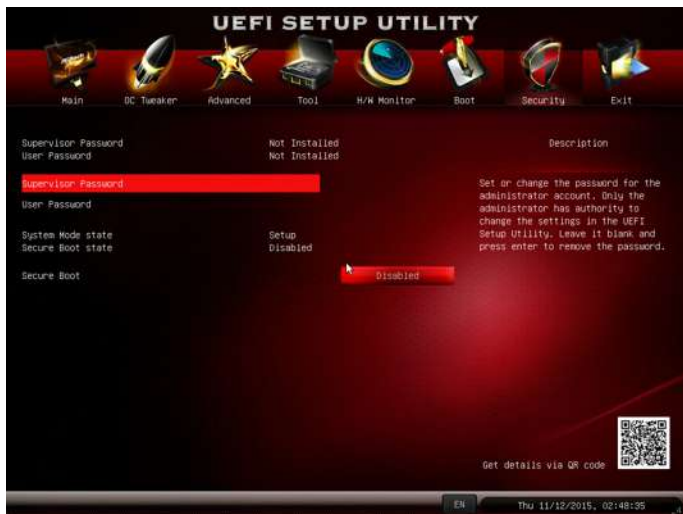 UEFI SETUP UTILITY
Main OC Tweaker Advanced Tool H/W Monitor Boot Security Exit
Supervisor Password Not Installed
User Password Not Installed
Description
Supervisor Password
User Password
Set or change the password for the
administrator account. Only the
administrator has authority to
change the settings in the UEFI
Setup Utility. Leave it blank and
press enter to remove the password.
System Mode state Setup
Secure Boot state Disabled
Secure Boot Disabled
Get details via QR code
EN Thu 11/12/2015, 02:48:35